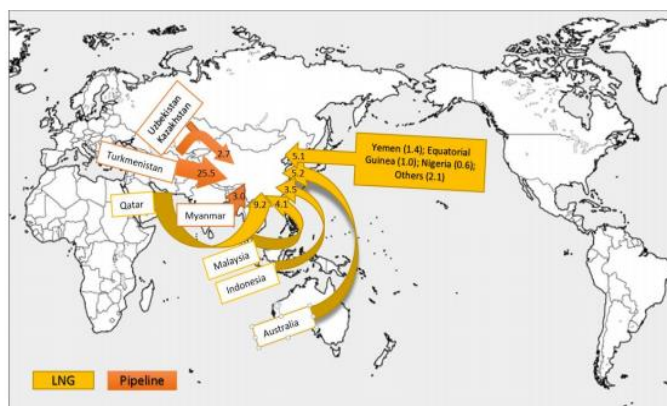 Uzbekistan
Kazakhstan
2.7
Turkmenistan
25.5
Qatar
Myanmar
3.0
9.2
4.1
3.5
5.2
5.1
Yemen (1.4); Equatorial
Guinea (1.0); Nigeria (0.6);
Others (2.1)
Malaysia
Indonesia
Australia
LNG
Pipeline